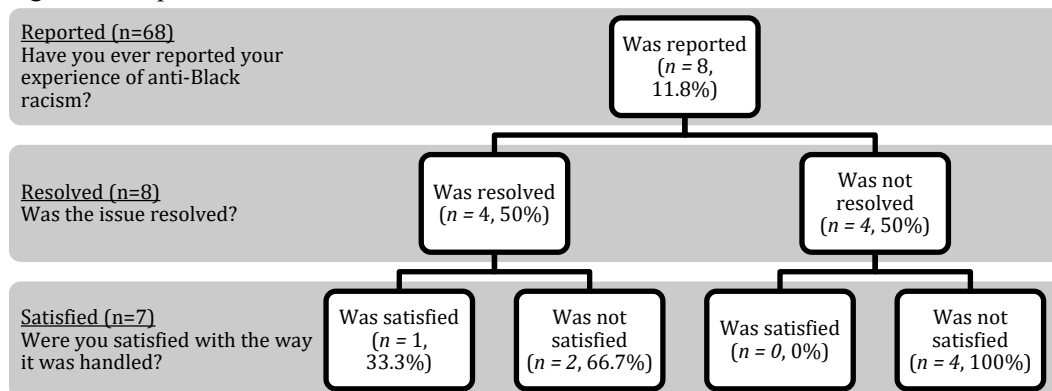 Reported (n=68)
Have you ever reported your
experience of anti-Black
racism?
Was reported
(n = 8,
11.8%)
Resolved (n=8)
Was the issue resolved?
Was resolved
(n = 4, 50%)
Was not
resolved
(n = 4, 50%)
Satisfied (n=7)
Were you satisfied with the way
it was handled?
Was satisfied
(n = 1,
33.3%)
Was not
satisfied
(n = 2, 66.7%)
Was satisfied
(n = 0, 0%)
Was not
satisfied
(n = 4, 100%)